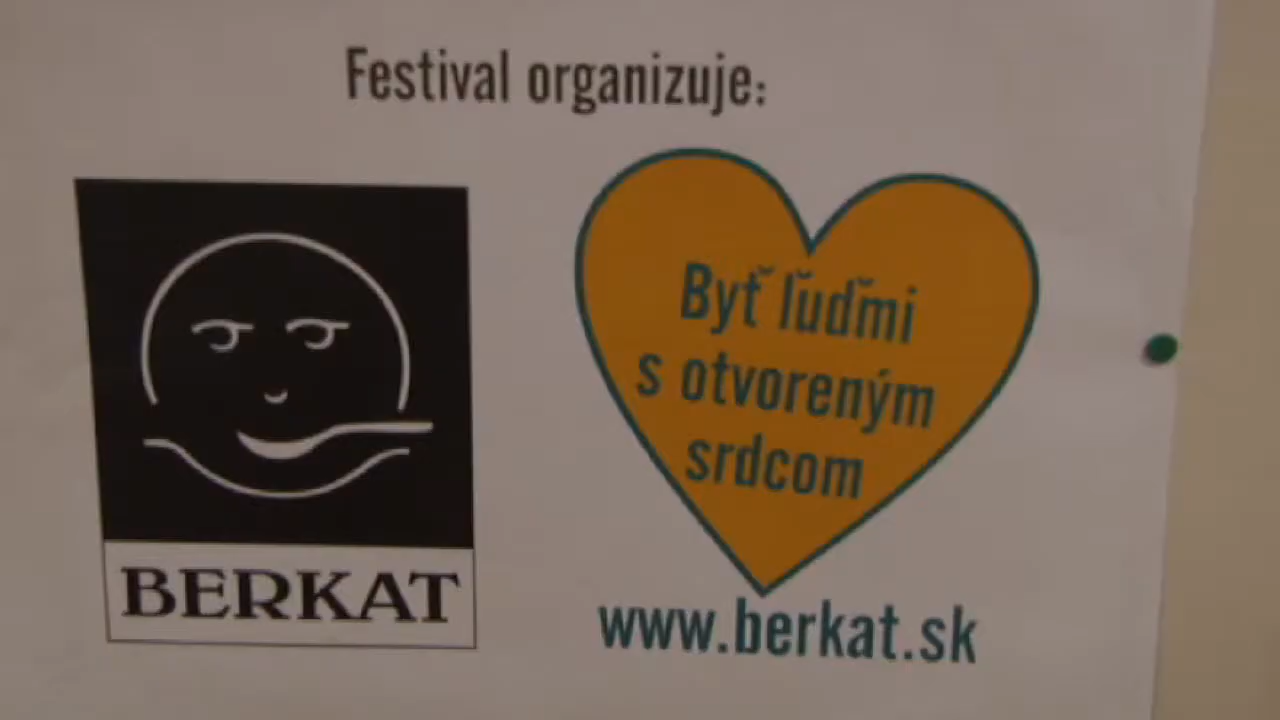 Festival organizuje:
BERKAT
Byť ľuďmi
s otvoreným
srdcom
www.berkat.sk